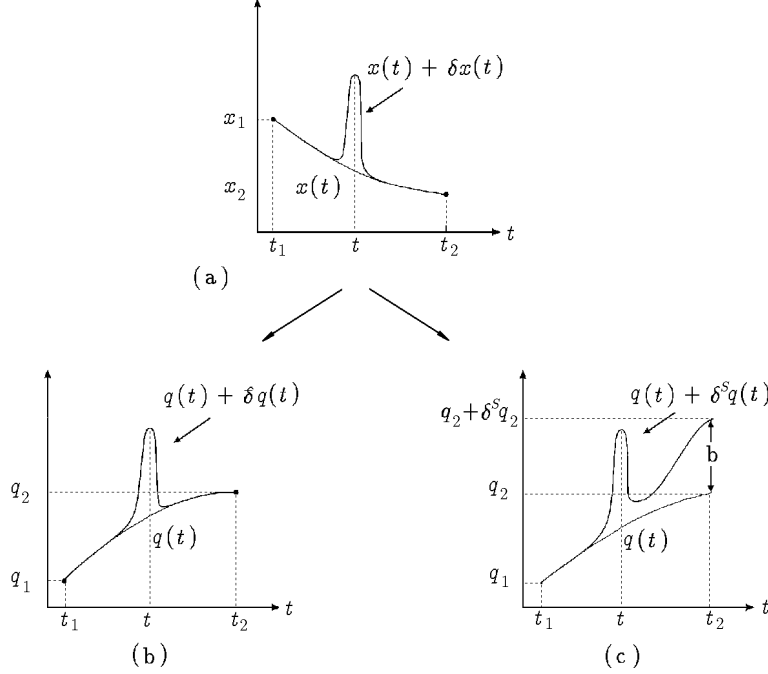 x(t) + δx(t)
x₁
x₂
x(t)
t₁ t t₂ t
(a)
q(t) + δq(t)
q₂
q(t)
q₁
t₁ t t₂ t
(b)
q(t) + δˢq(t)
q₂+δˢq₂
b
q₂
q(t)
q₁
t₁ t t₂ t
(c)